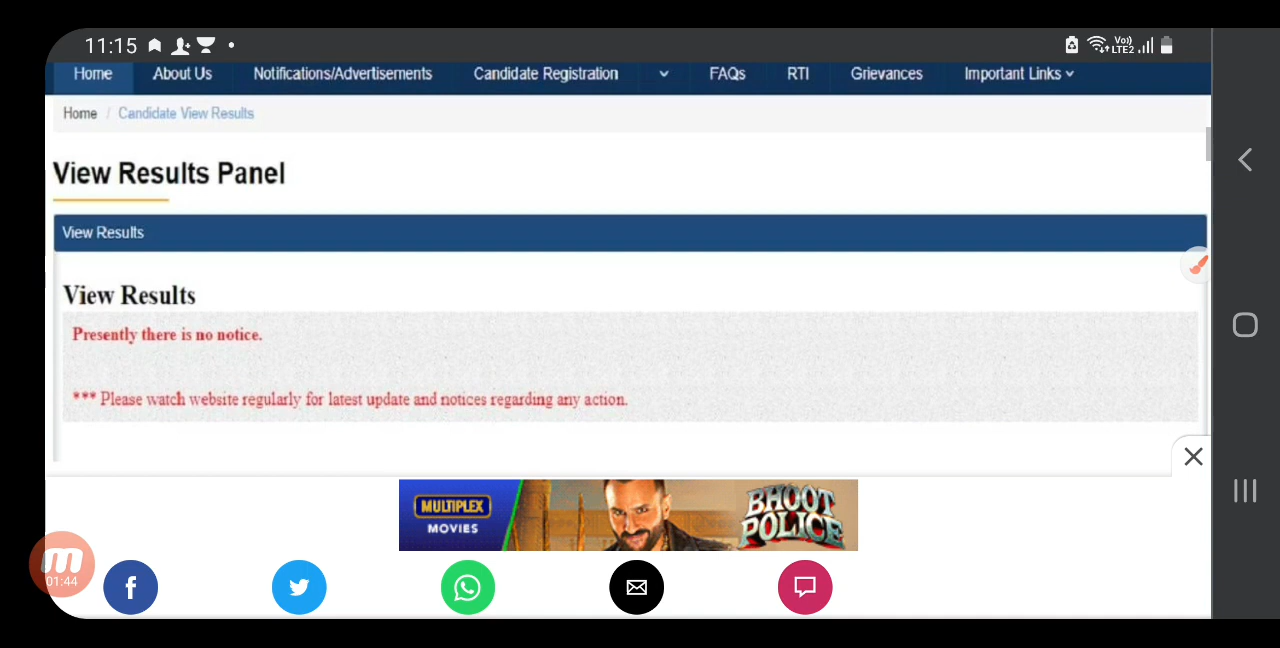 11:15
Vo))
LTE2
Home About Us Notifications/Advertisements Candidate Registration FAQs RTI Grievances Important Links
Home / Candidate View Results
View Results Panel
View Results
View Results
Presently there is no notice.
*** Please watch website regularly for latest update and notices regarding any action.
MULTIPLEX
MOVIES
BHOOT
POLICE
m
01:44
f